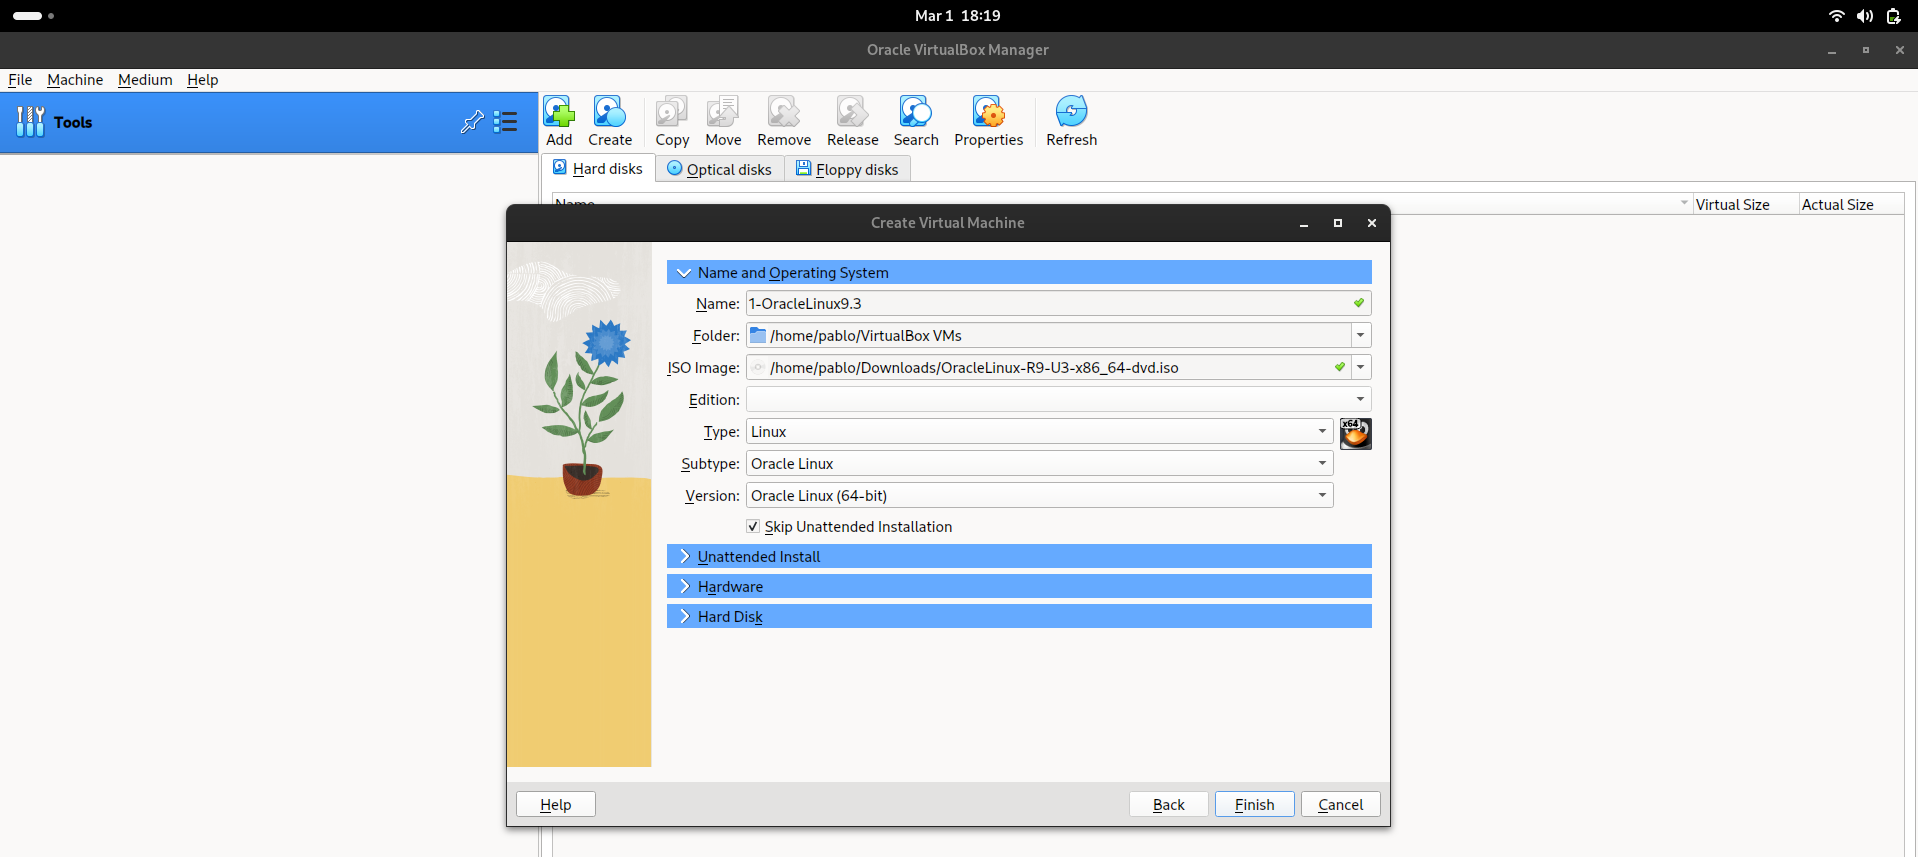 Mar 1 18:19
Oracle VirtualBox Manager
File Machine Medium Help
Tools
Add Create Copy Move Remove Release Search Properties Refresh
Hard disks Optical disks Floppy disks
Name Virtual Size Actual Size
Create Virtual Machine
Name and Operating System
Name: 1-OracleLinux9.3
Folder: /home/pablo/VirtualBox VMs
ISO Image: /home/pablo/Downloads/OracleLinux-R9-U3-x86_64-dvd.iso
Edition:
Type: Linux x64
Subtype: Oracle Linux
Version: Oracle Linux (64-bit)
Skip Unattended Installation
Unattended Install
Hardware
Hard Disk
Help Back Finish Cancel